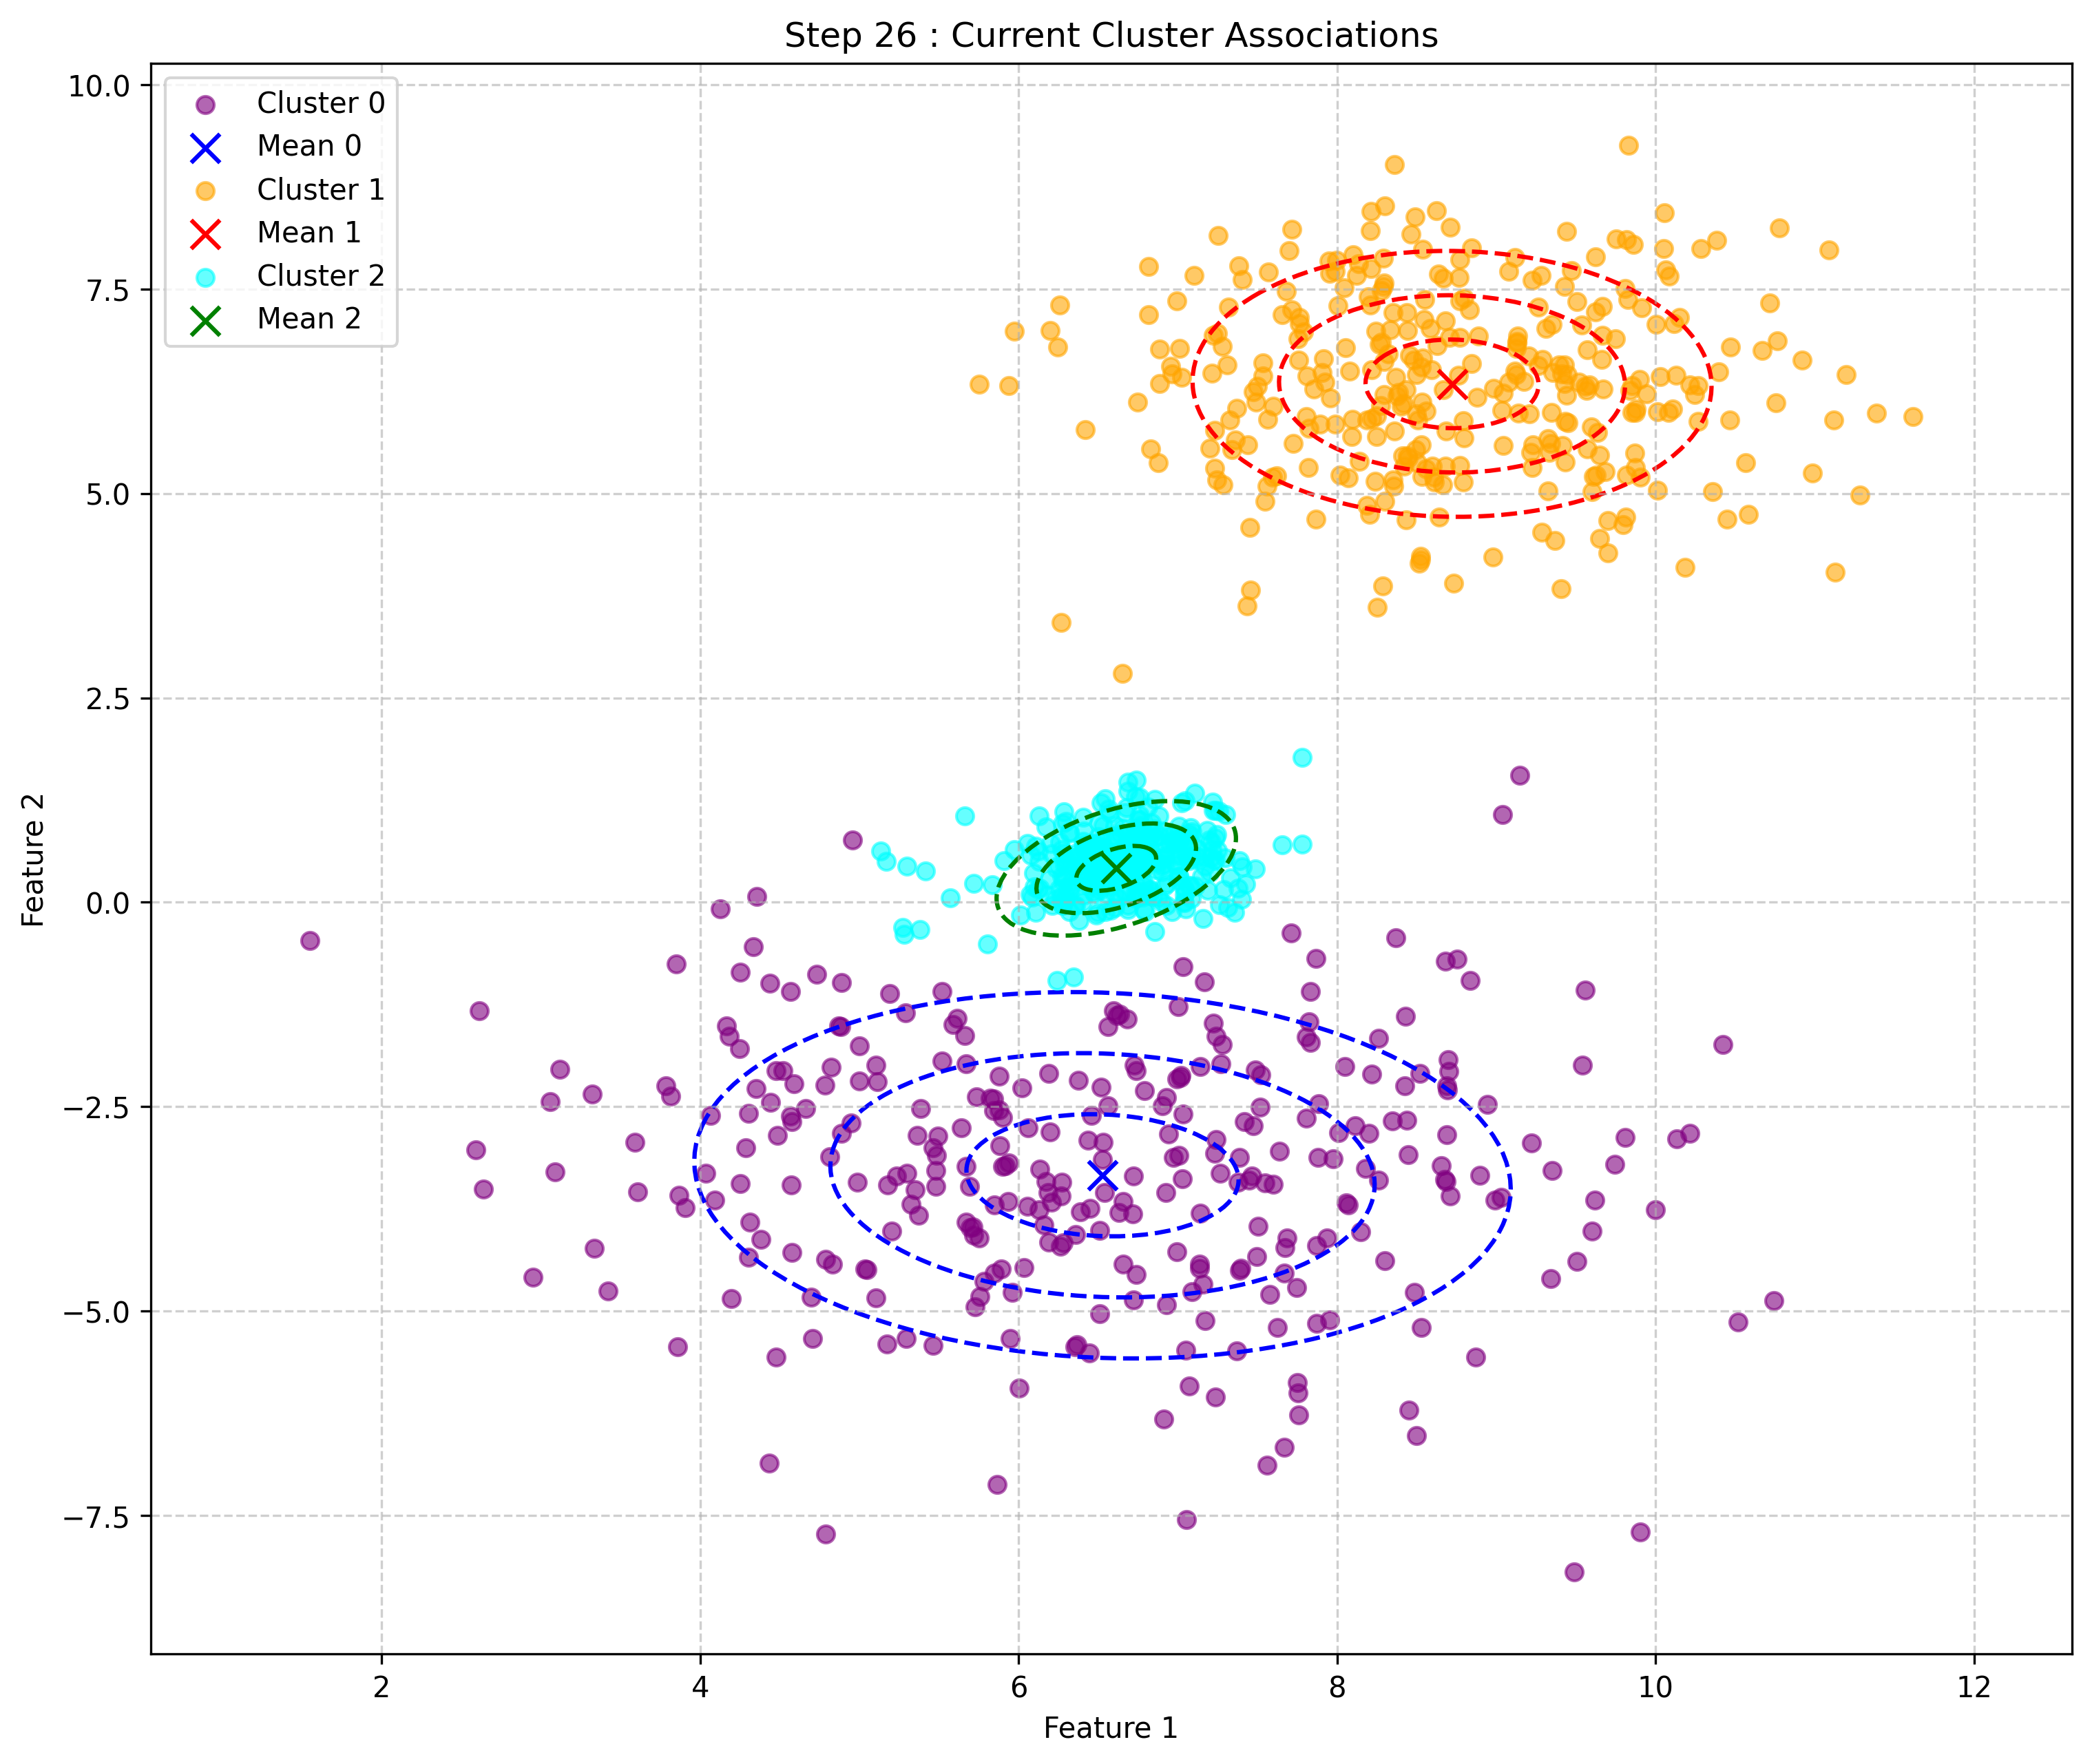 Step 26 : Current Cluster Associations
Cluster 0
Mean 0
Cluster 1
Mean 1
Cluster 2
Mean 2
10.0
7.5
5.0
2.5
0.0
−2.5
−5.0
−7.5
Feature 2
2 4 6 8 10 12
Feature 1